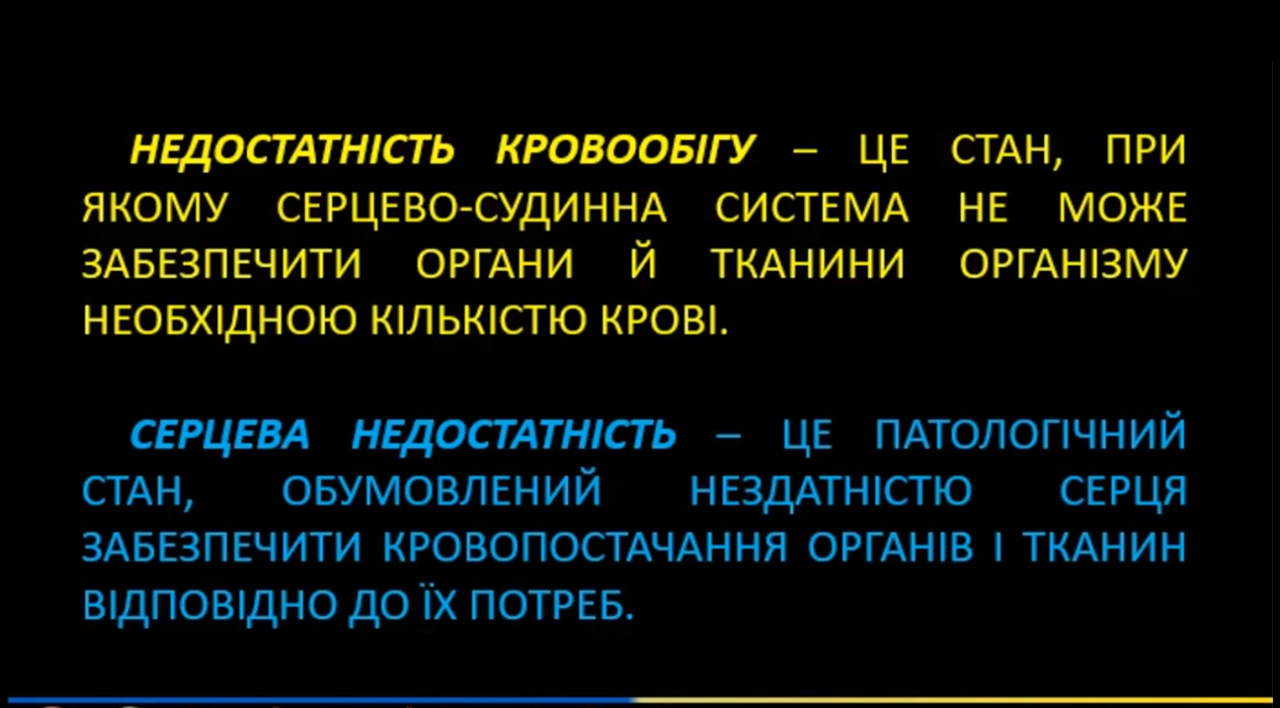 НЕДОСТАТНІСТЬ КРОВООБІГУ – ЦЕ СТАН, ПРИ
ЯКОМУ СЕРЦЕВО-СУДИННА СИСТЕМА НЕ МОЖЕ
ЗАБЕЗПЕЧИТИ ОРГАНИ Й ТКАНИНИ ОРГАНІЗМУ
НЕОБХІДНОЮ КІЛЬКІСТЮ КРОВІ.
СЕРЦЕВА НЕДОСТАТНІСТЬ – ЦЕ ПАТОЛОГІЧНИЙ
СТАН, ОБУМОВЛЕНИЙ НЕЗДАТНІСТЮ СЕРЦЯ
ЗАБЕЗПЕЧИТИ КРОВОПОСТАЧАННЯ ОРГАНІВ І ТКАНИН
ВІДПОВІДНО ДО ЇХ ПОТРЕБ.